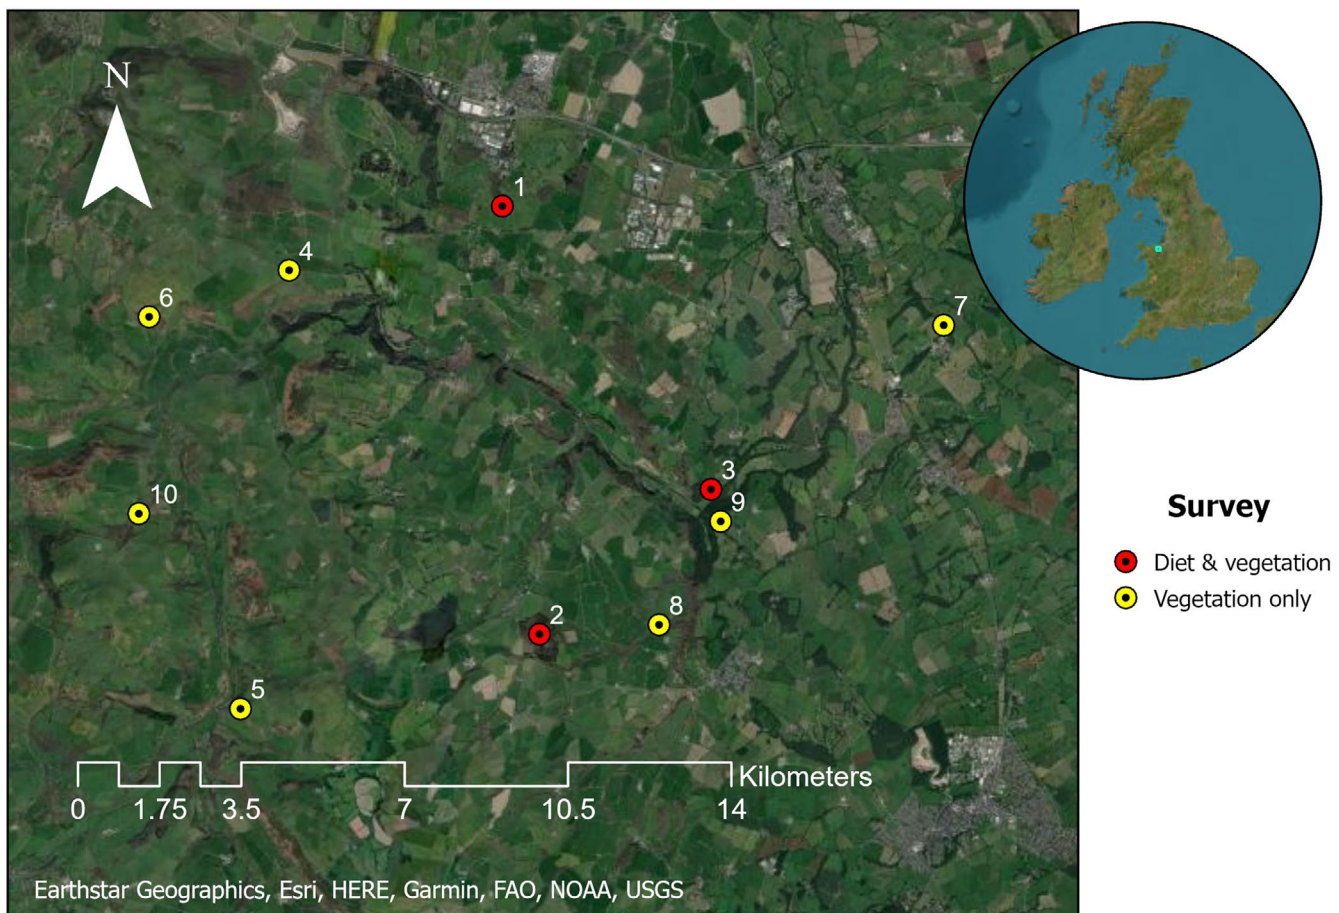 N
1
4
6
7
3
9
10
8
2
5
Kilometers
0 1.75 3.5 7 10.5 14
Earthstar Geographics, Esri, HERE, Garmin, FAO, NOAA, USGS
Survey
Diet & vegetation
Vegetation only